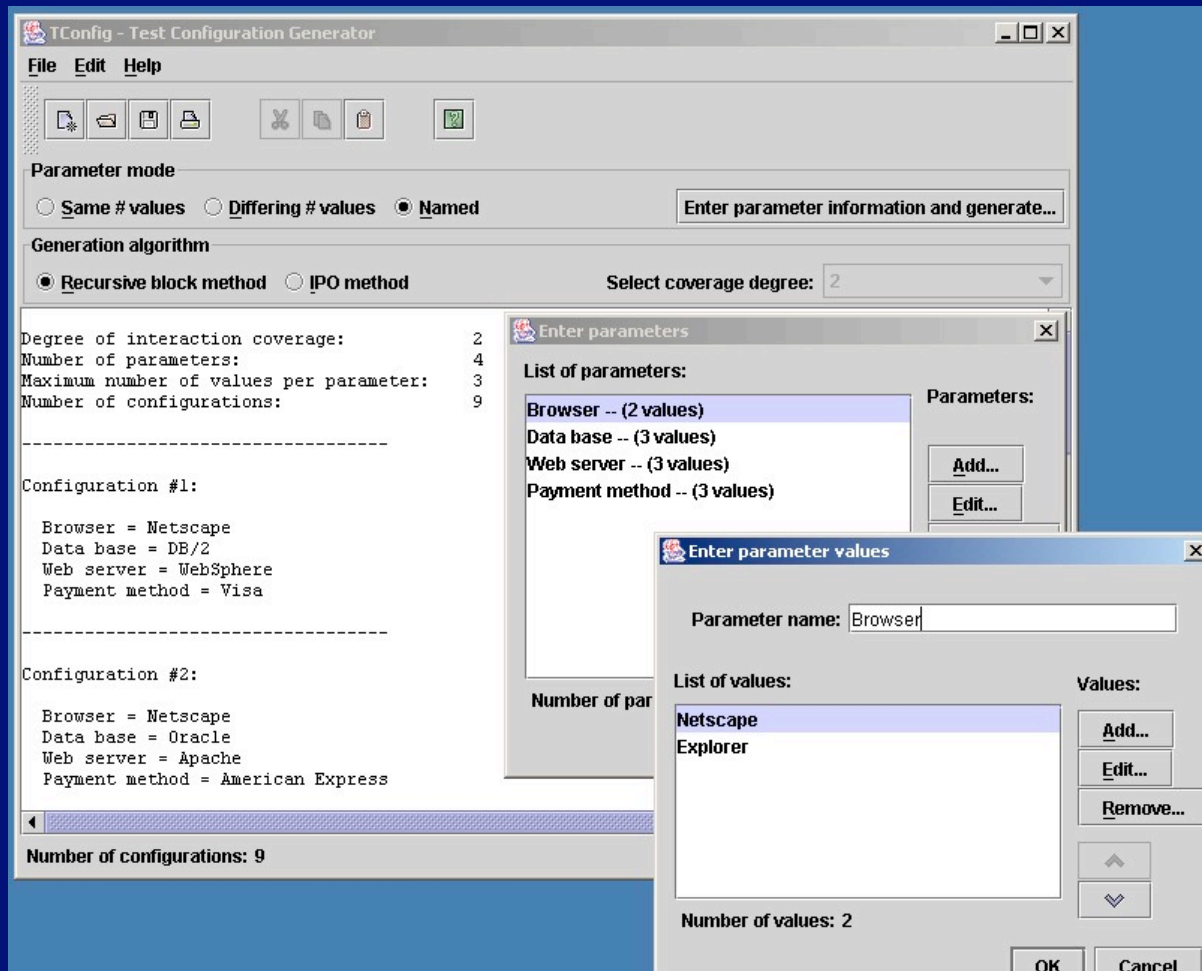 TConfig - Test Configuration Generator
File Edit Help
Parameter mode
Same # values Differing # values Named
Enter parameter information and generate...
Generation algorithm
Recursive block method IPO method
Select coverage degree: 2
Degree of interaction coverage: 2
Number of parameters: 4
Maximum number of values per parameter: 3
Number of configurations: 9
-----------------------------------
Configuration #1:
Browser = Netscape
Data base = DB/2
Web server = WebSphere
Payment method = Visa
-----------------------------------
Configuration #2:
Browser = Netscape
Data base = Oracle
Web server = Apache
Payment method = American Express
Number of configurations: 9
Enter parameters
List of parameters:
Browser -- (2 values)
Data base -- (3 values)
Web server -- (3 values)
Payment method -- (3 values)
Parameters:
Add...
Edit...
Number of par
Enter parameter values
Parameter name: Browser
List of values:
Netscape
Explorer
Values:
Add...
Edit...
Remove...
Number of values: 2
OK Cancel